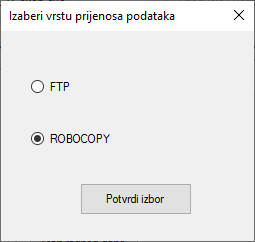 Izaberi vrstu prijenosa podataka
FTP
ROBOCOPY
Potvrdi izbor